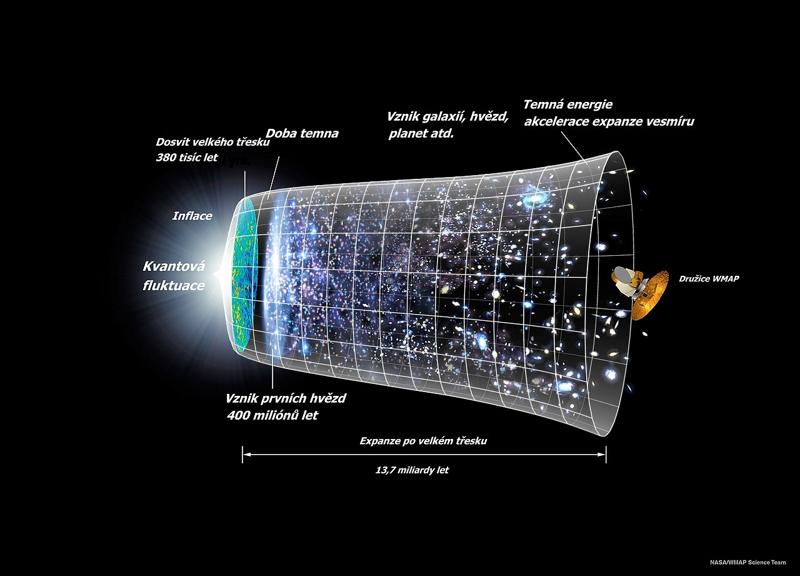 Temná energie
akcelerace expanze vesmíru
Vznik galaxií, hvězd,
planet atd.
Doba temna
Dosvit velkého třesku
380 tisíc let
Inflace
Kvantová
fluktuace
Družice WMAP
Vznik prvních hvězd
400 miliónů let
Expanze po velkém třesku
13,7 miliardy let
NASA/WMAP Science Team